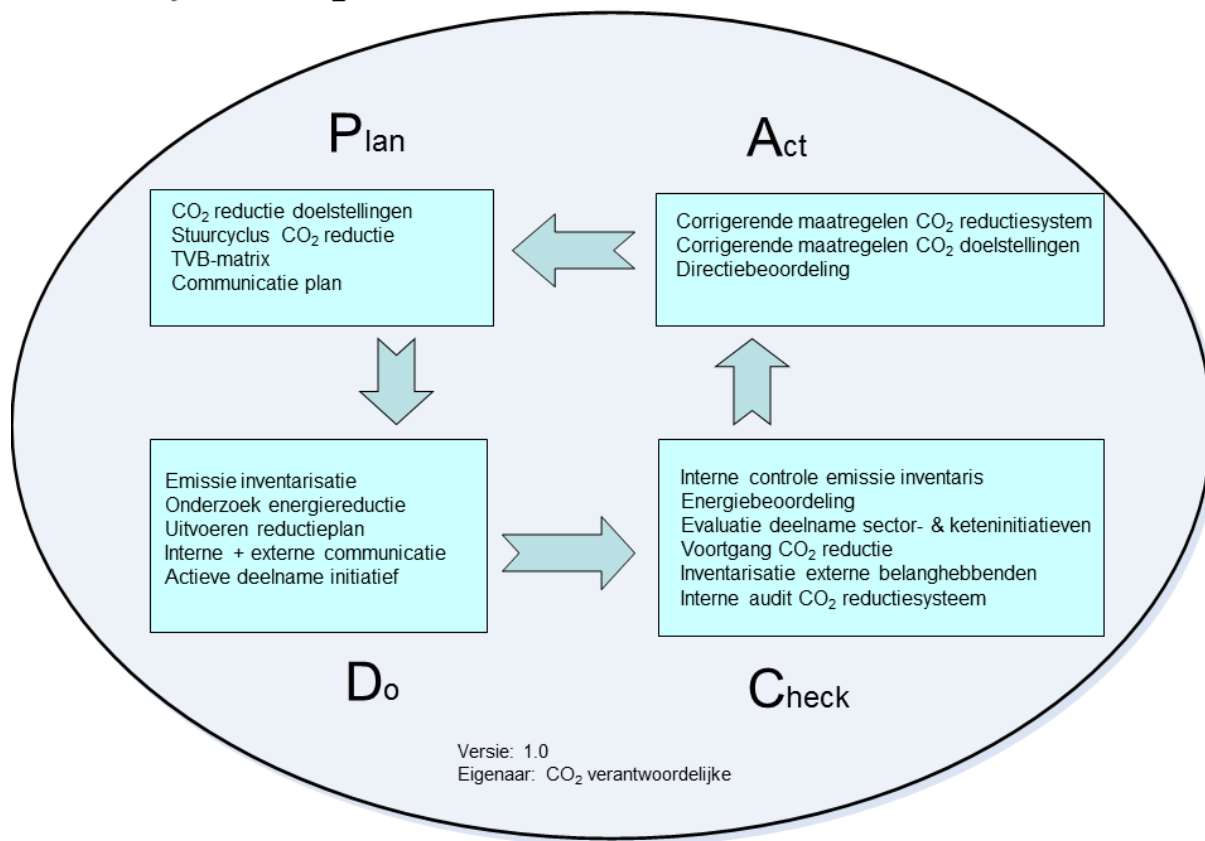 Plan
CO₂ reductie doelstellingen
Stuurcyclus CO₂ reductie
TVB-matrix
Communicatie plan
Act
Corrigerende maatregelen CO₂ reductiesystem
Corrigerende maatregelen CO₂ doelstellingen
Directiebeoordeling
Emissie inventarisatie
Onderzoek energiereductie
Uitvoeren reductieplan
Interne + externe communicatie
Actieve deelname initiatief
Do
Interne controle emissie inventaris
Energiebeoordeling
Evaluatie deelname sector- & keteninitiatieven
Voortgang CO₂ reductie
Inventarisatie externe belanghebbenden
Interne audit CO₂ reductiesysteem
Check
Versie: 1.0
Eigenaar: CO₂ verantwoordelijke